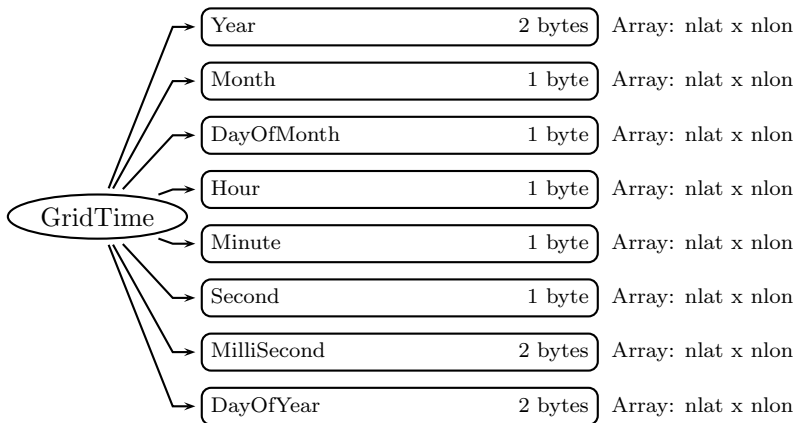 Year 2 bytes Array: nlat x nlon
Month 1 byte Array: nlat x nlon
DayOfMonth 1 byte Array: nlat x nlon
Hour 1 byte Array: nlat x nlon
GridTime
Minute 1 byte Array: nlat x nlon
Second 1 byte Array: nlat x nlon
MilliSecond 2 bytes Array: nlat x nlon
DayOfYear 2 bytes Array: nlat x nlon